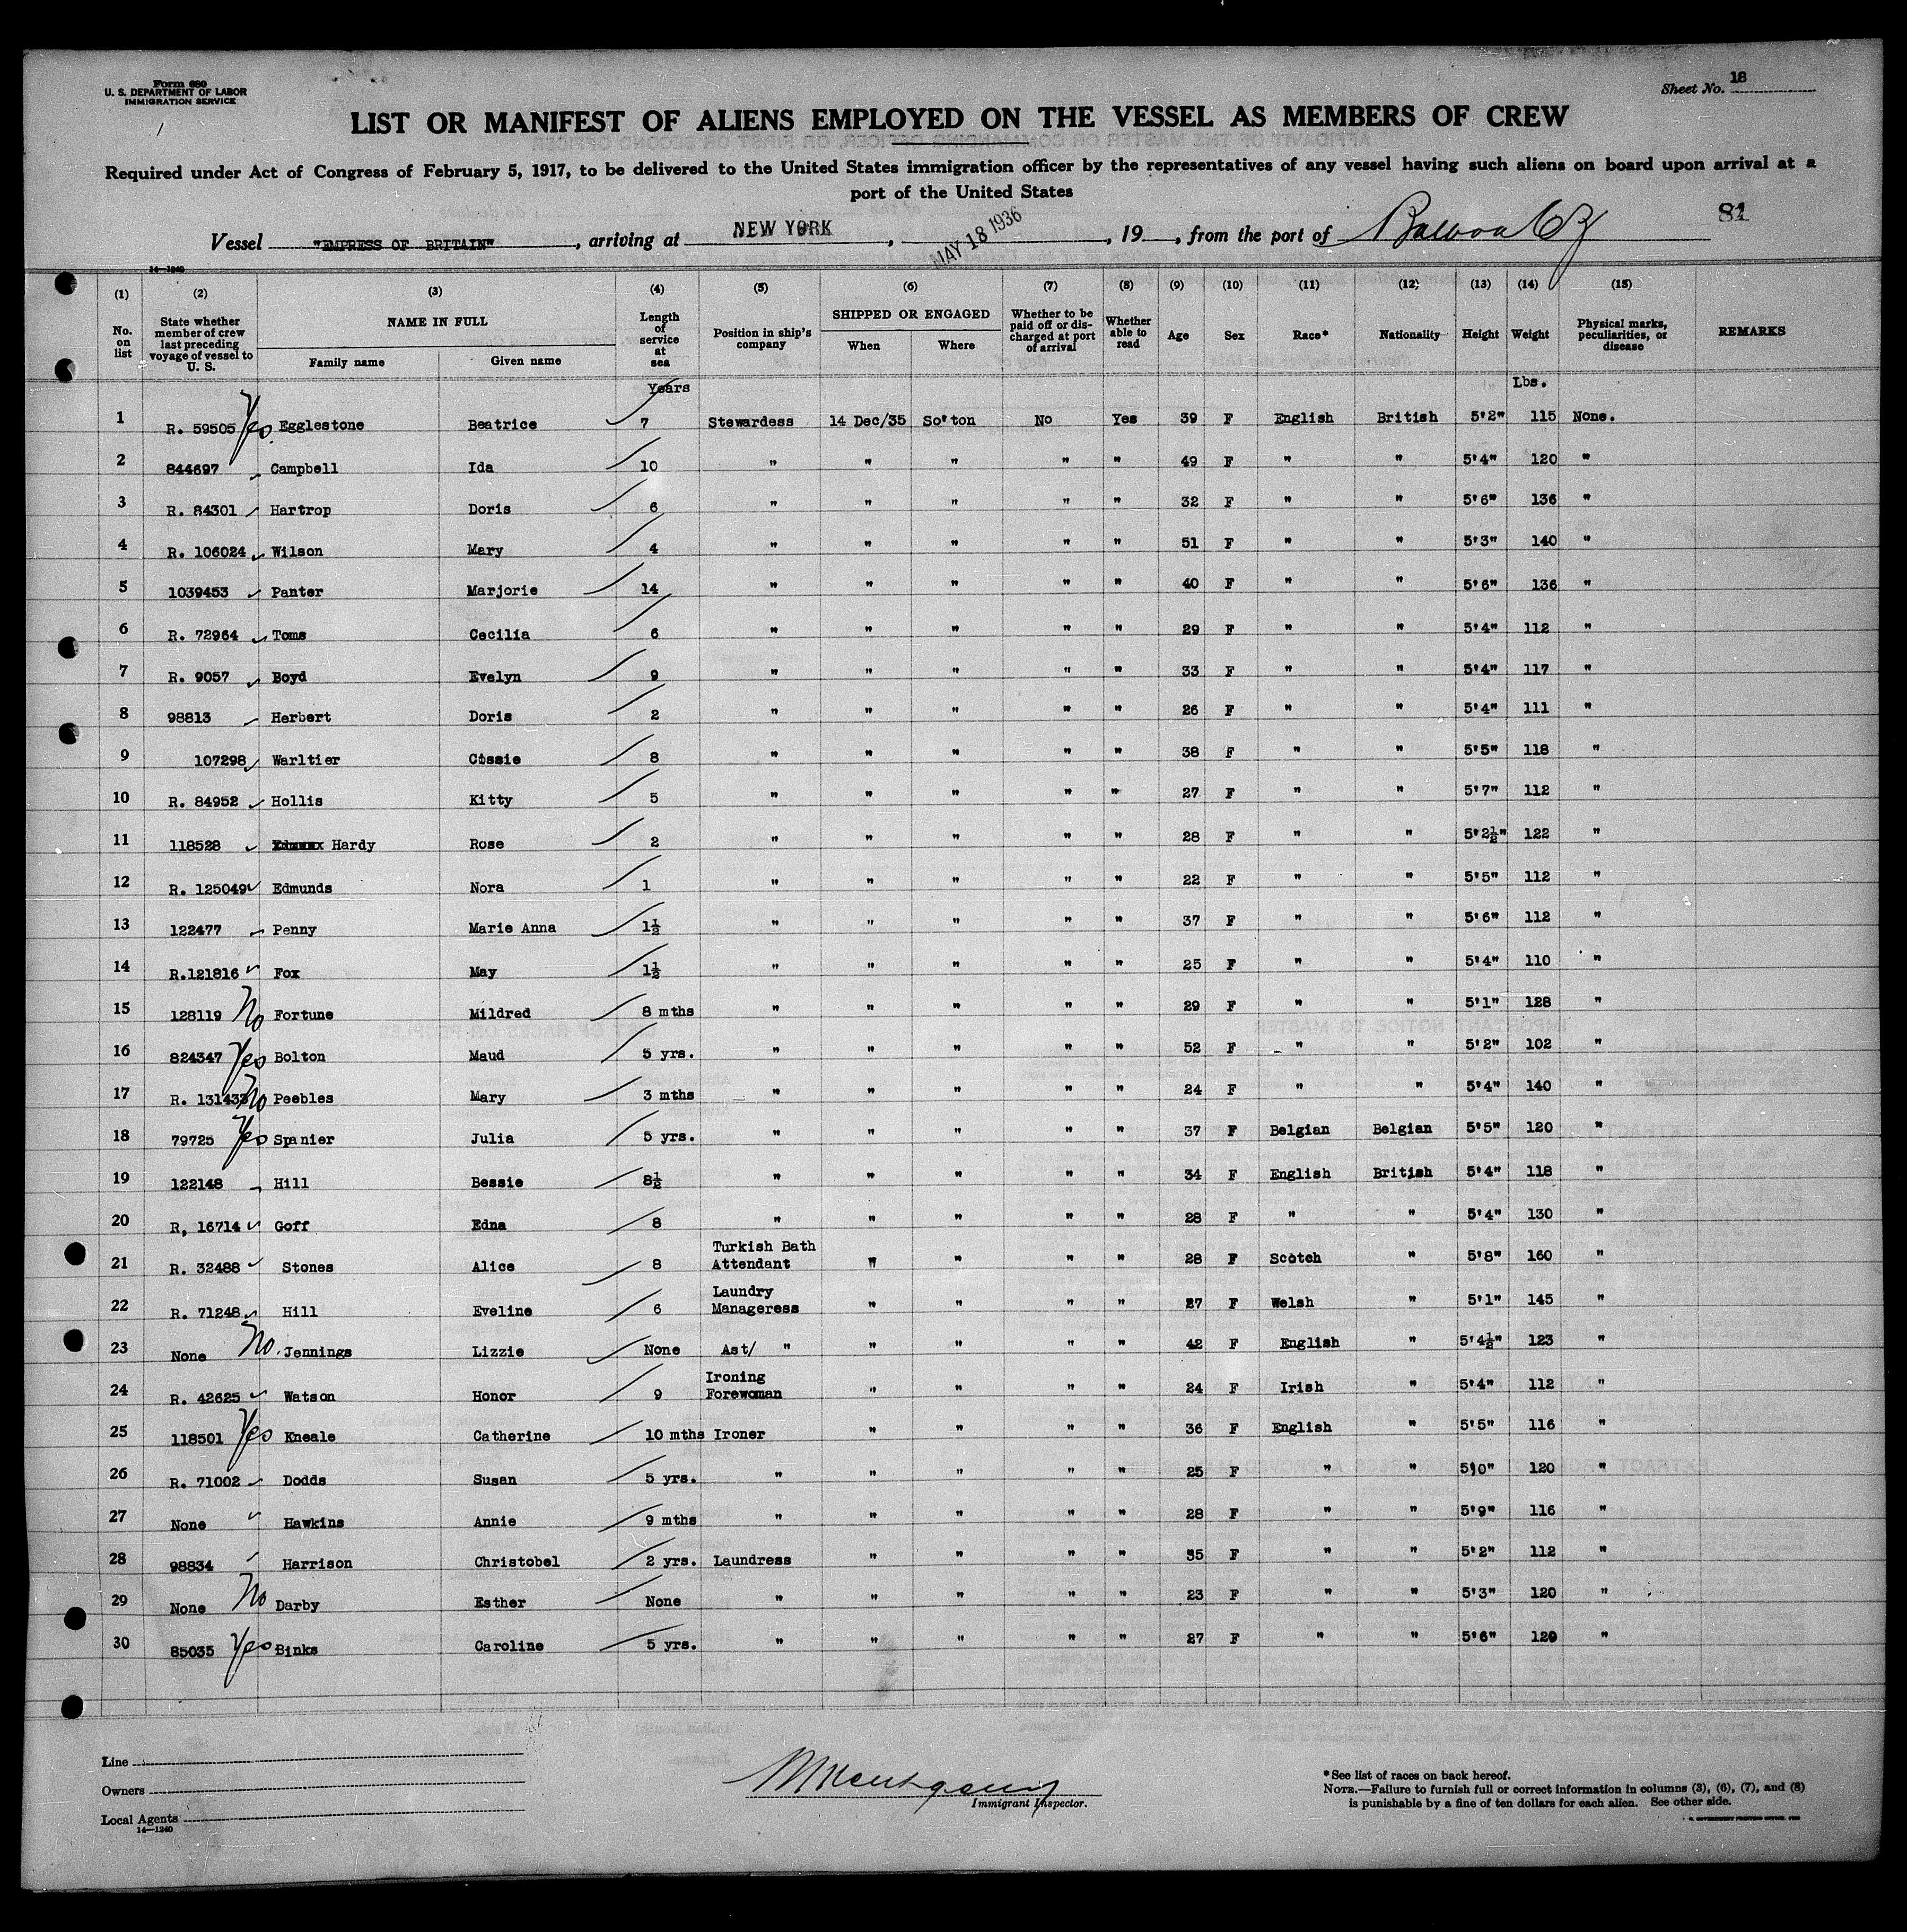 Form 680
U. S. DEPARTMENT OF LABOR
IMMIGRATION SERVICE
Sheet No. 18
LIST OR MANIFEST OF ALIENS EMPLOYED ON THE VESSEL AS MEMBERS OF CREW
Required under Act of Congress of February 5, 1917, to be delivered to the United States immigration officer by the representatives of any vessel having such aliens on board upon arrival at a
port of the United States
81
Vessel "EMPRESS OF BRITAIN", arriving at NEW YORK, MAY 18 1936, 19, from the port of Balboa CZ
14—1240
(1) (2) (3) (4) (5) (6) (7) (8) (9) (10) (11) (12) (13) (14) (15)
No. on list State whether member of crew last preceding voyage of vessel to U. S. NAME IN FULL Family name Given name Length of service at sea Position in ship's company SHIPPED OR ENGAGED When Where Whether to be paid off or discharged at port of arrival Whether able to read Age Sex Race* Nationality Height Weight Physical marks, peculiarities, or disease REMARKS
Years Lbs.
1 R. 59505 Yes Egglestone Beatrice 7 Stewardess 14 Dec/35 So'ton No Yes 39 F English British 5'2" 115 None.
2 844697 Campbell Ida 10 " " " " " 49 F " " 5'4" 120 "
3 R. 84301 Hartrop Doris 6 " " " " " 32 F " " 5'6" 136 "
4 R. 106024 Wilson Mary 4 " " " " " 51 F " " 5'3" 140 "
5 1039453 Panter Marjorie 14 " " " " " 40 F " " 5'6" 136 "
6 R. 72964 Toms Cecilia 6 " " " " " 29 F " " 5'4" 112 "
7 R. 9057 Boyd Evelyn 9 " " " " " 33 F " " 5'4" 117 "
8 98813 Herbert Doris 2 " " " " " 26 F " " 5'4" 111 "
9 107298 Warltier Cissie 8 " " " " " 38 F " " 5'5" 118 "
10 R. 84952 Hollis Kitty 5 " " " " " 27 F " " 5'7" 112 "
11 118528 Hardy Rose 2 " " " " " 28 F " " 5'2½" 122 "
12 R. 125049 Edmunds Nora 1 " " " " " 22 F " " 5'5" 112 "
13 122477 Penny Marie Anna 1½ " " " " " 37 F " " 5'6" 112 "
14 R.121816 Fox May 1½ " " " " " 25 F " " 5'4" 110 "
15 128119 No Fortune Mildred 8 mths " " " " " 29 F " " 5'1" 128 "
16 824347 Yes Bolton Maud 5 yrs. " " " " " 52 F " " 5'2" 102 "
17 R. 131433 No Peebles Mary 3 mths " " " " " 24 F " " 5'4" 140 "
18 79725 Yes Spanier Julia 5 yrs. " " " " " 37 F Belgian Belgian 5'5" 120 "
19 122148 Hill Bessie 8½ " " " " " 34 F English British 5'4" 118 "
20 R, 16714 Goff Edna 8 " " " " " 28 F " " 5'4" 130 "
21 R. 32488 Stones Alice 8 Turkish Bath Attendant " " " " 28 F Scotch " 5'8" 160 "
22 R. 71248 Hill Eveline 6 Laundry Manageress " " " " 27 F Welsh " 5'1" 145 "
23 None No. Jennings Lizzie None Ast/ " " " " " 42 F English " 5'4½" 123 "
24 R. 42625 Watson Honor 9 Ironing Forewoman " " " " 24 F Irish " 5'4" 112 "
25 118501 Yes Kneale Catherine 10 mths Ironer " " " " 36 F English " 5'5" 116 "
26 R. 71002 Dodds Susan 5 yrs. " " " " " 25 F " " 5'10" 120 "
27 None Hawkins Annie 9 mths " " " " " 28 F " " 5'9" 116 "
28 98834 Harrison Christobel 2 yrs. Laundress " " " " 35 F " " 5'2" 112 "
29 None No Darby Esther None " " " " " 23 F " " 5'3" 120 "
30 85035 Yes Binks Caroline 5 yrs. " " " " " 27 F " " 5'6" 129 "
Line
Owners
Local Agents
14—1240
Immigrant Inspector.
*See list of races on back hereof.
NOTE.—Failure to furnish full or correct information in columns (3), (6), (7), and (8)
is punishable by a fine of ten dollars for each alien. See other side.